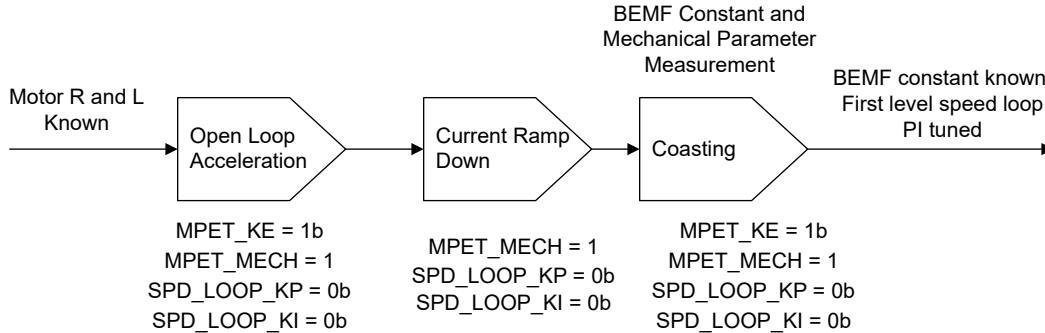 BEMF Constant and
Mechanical Parameter
Measurement
Motor R and L
Known
Open Loop
Acceleration
Current Ramp
Down
Coasting
BEMF constant known
First level speed loop
PI tuned
MPET_KE = 1b
MPET_MECH = 1
SPD_LOOP_KP = 0b
SPD_LOOP_KI = 0b
MPET_MECH = 1
SPD_LOOP_KP = 0b
SPD_LOOP_KI = 0b
MPET_KE = 1b
MPET_MECH = 1
SPD_LOOP_KP = 0b
SPD_LOOP_KI = 0b